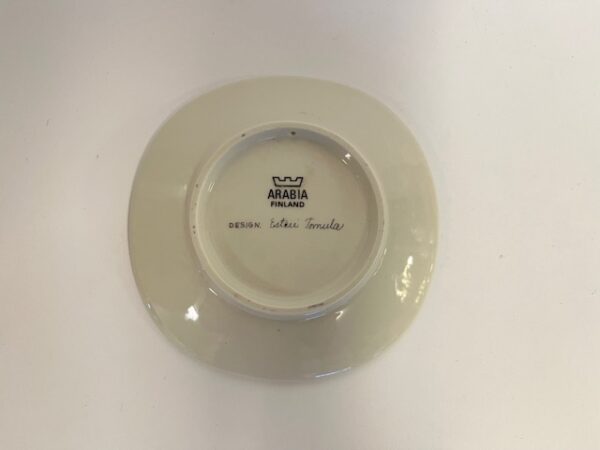 ARABIA
FINLAND
DESIGN. Esteri Tomula